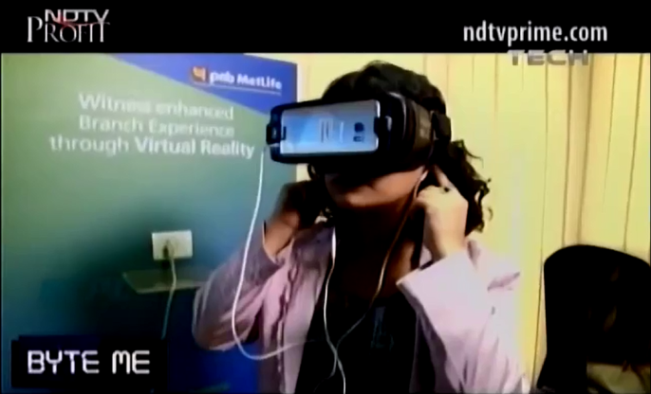 NDTV
PROFIT
ndtvprime.com
TECH
pnb MetLife
Witness enhanced
Branch Experience
through Virtual Reality
BYTE ME